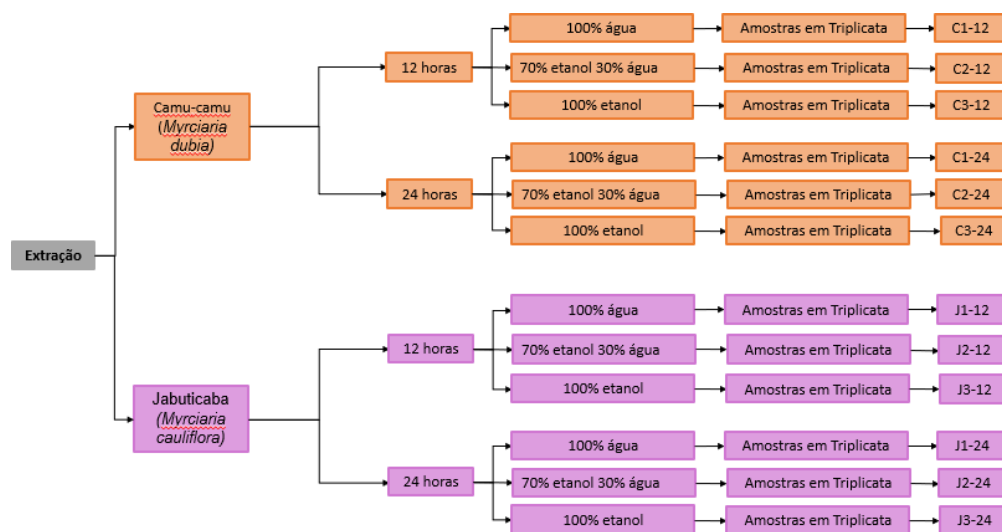 100% água Amostras em Triplicata C1-12
12 horas 70% etanol 30% água Amostras em Triplicata C2-12
100% etanol Amostras em Triplicata C3-12
Camu-camu
(Myrciaria
dubia)
100% água Amostras em Triplicata C1-24
24 horas 70% etanol 30% água Amostras em Triplicata C2-24
100% etanol Amostras em Triplicata C3-24
Extração
100% água Amostras em Triplicata J1-12
12 horas 70% etanol 30% água Amostras em Triplicata J2-12
100% etanol Amostras em Triplicata J3-12
Jabuticaba
(Myrciaria
cauliflora)
100% água Amostras em Triplicata J1-24
24 horas 70% etanol 30% água Amostras em Triplicata J2-24
100% etanol Amostras em Triplicata J3-24